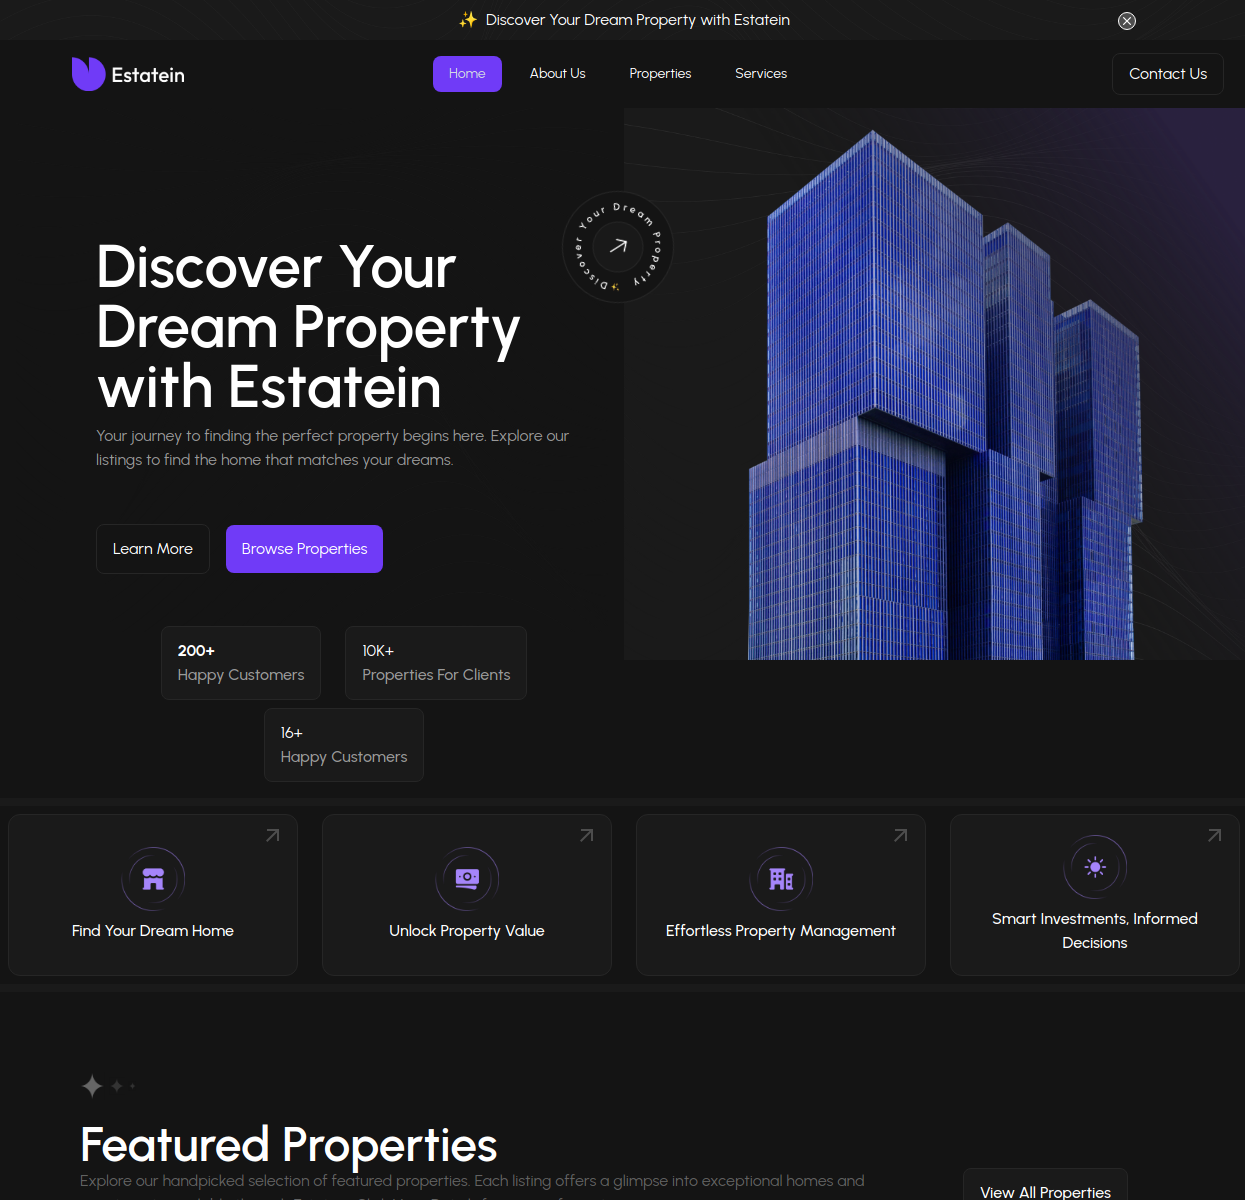 ✨ Discover Your Dream Property with Estatein
Estatein
Home
About Us
Properties
Services
Contact Us
✨Discover Your Dream Property
Discover Your
Dream Property
with Estatein
Your journey to finding the perfect property begins here. Explore our
listings to find the home that matches your dreams.
Learn More
Browse Properties
200+
Happy Customers
10K+
Properties For Clients
16+
Happy Customers
Find Your Dream Home
Unlock Property Value
Effortless Property Management
Smart Investments, Informed
Decisions
Featured Properties
Explore our handpicked selection of featured properties. Each listing offers a glimpse into exceptional homes and
View All Properties